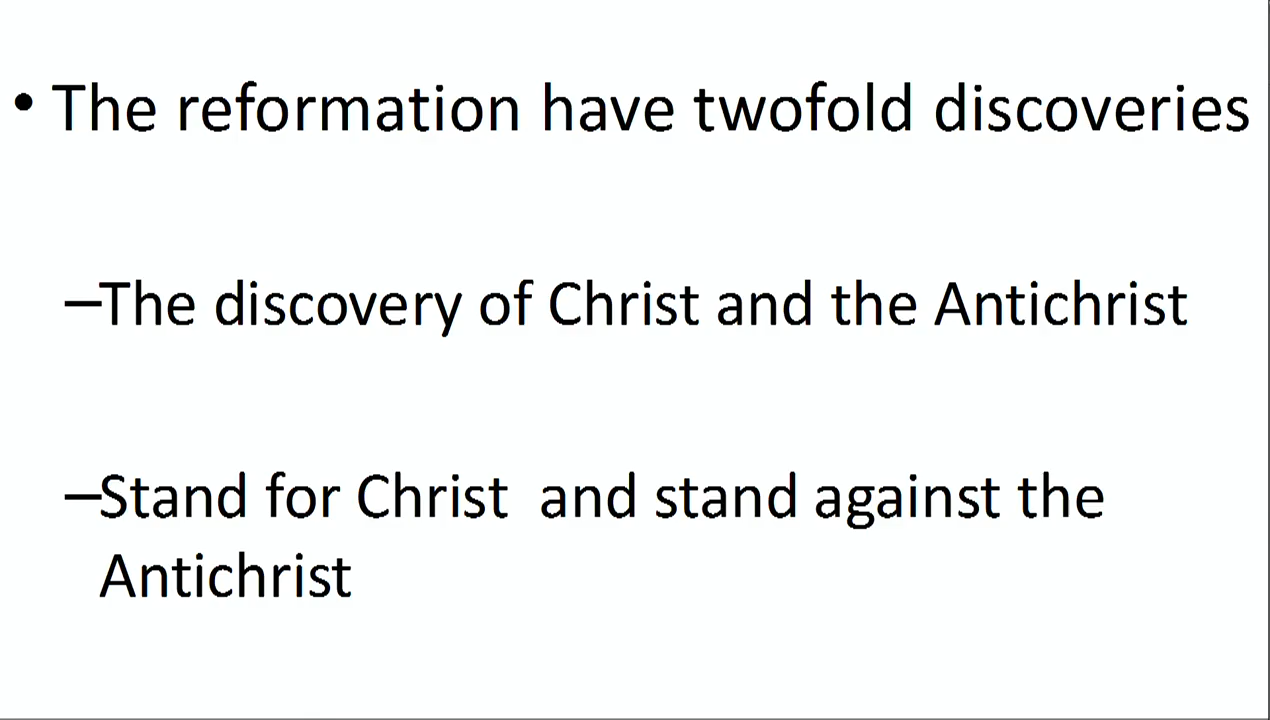 • The reformation have twofold discoveries
–The discovery of Christ and the Antichrist
–Stand for Christ  and stand against the
Antichrist